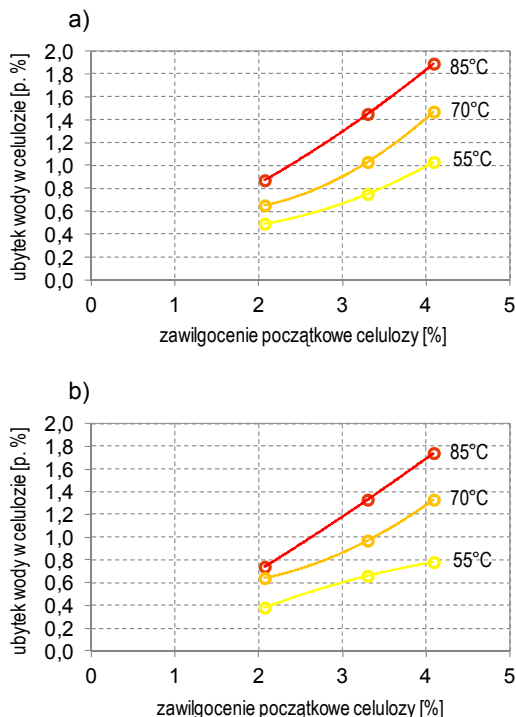 a)
ubytek wody w celulozie [p. %]
2,0
1,8
1,6
1,4
1,2
1,0
0,8
0,6
0,4
0,2
0,0
85°C
70°C
55°C
0 1 2 3 4 5
zawilgocenie początkowe celulozy [%]
b)
ubytek wody w celulozie [p. %]
2,0
1,8
1,6
1,4
1,2
1,0
0,8
0,6
0,4
0,2
0,0
85°C
70°C
55°C
0 1 2 3 4 5
zawilgocenie początkowe celulozy [%]